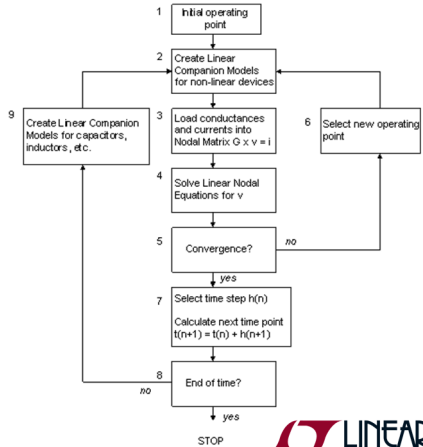 1
Initial operating
point
2
Create Linear
Companion Models
for non-linear devices
9
Create Linear Companion
Models for capacitors,
inductors, etc.
3
Load conductances
and currents into
Nodal Matrix G x v = i
6
Select new operating
point
4
Solve Linear Nodal
Equations for v
5
Convergence?
no
yes
7
Select time step h(n)
Calculate next time point
t(n+1) = t(n) + h(n+1)
8
End of time?
no
yes
STOP
LINEAR